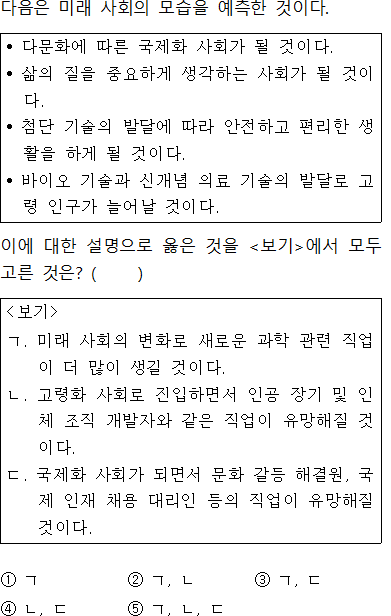 다음은 미래 사회의 모습을 예측한 것이다.
• 다문화에 따른 국제화 사회가 될 것이다.
• 삶의 질을 중요하게 생각하는 사회가 될 것이
다.
• 첨단 기술의 발달에 따라 안전하고 편리한 생
활을 하게 될 것이다.
• 바이오 기술과 신개념 의료 기술의 발달로 고
령 인구가 늘어날 것이다.
이에 대한 설명으로 옳은 것을 <보기>에서 모두
고른 것은? (     )
<보기>
ㄱ. 미래 사회의 변화로 새로운 과학 관련 직업
이 더 많이 생길 것이다.
ㄴ. 고령화 사회로 진입하면서 인공 장기 및 인
체 조직 개발자와 같은 직업이 유망해질 것
이다.
ㄷ. 국제화 사회가 되면서 문화 갈등 해결원, 국
제 인재 채용 대리인 등의 직업이 유망해질
것이다.
① ㄱ ② ㄱ, ㄴ ③ ㄱ, ㄷ
④ ㄴ, ㄷ ⑤ ㄱ, ㄴ, ㄷ